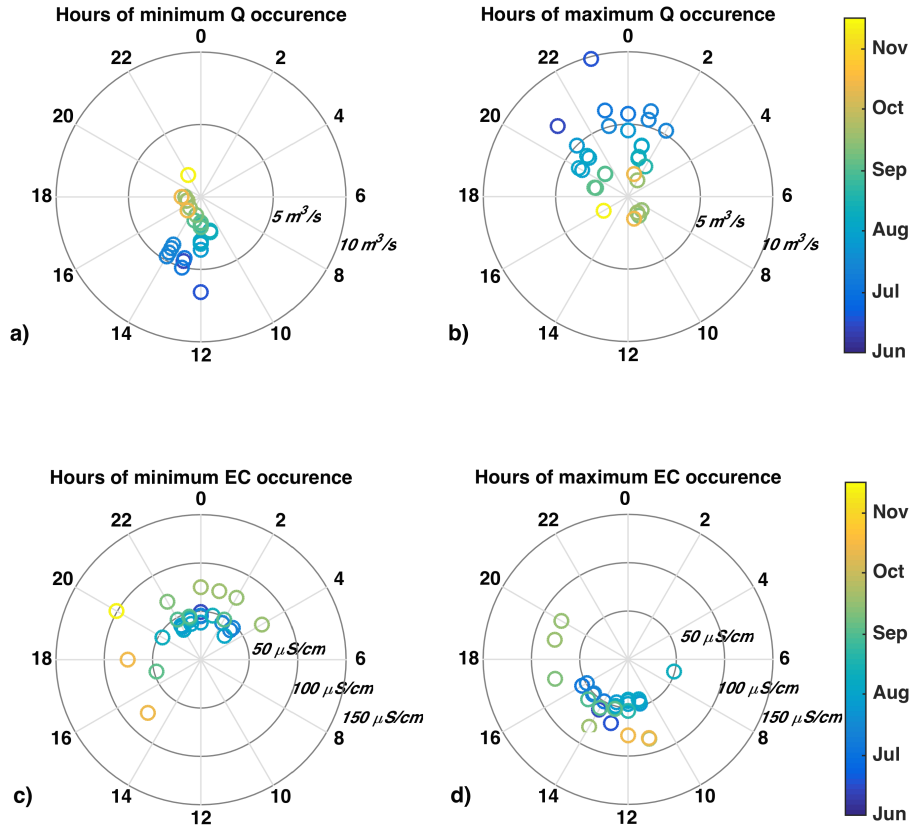 Hours of minimum Q occurence
0
2
4
6
8
10
12
14
16
18
20
22
5 m³/s
10 m³/s
a)
Hours of maximum Q occurence
0
2
4
6
8
10
12
14
16
18
20
22
5 m³/s
10 m³/s
b)
Nov
Oct
Sep
Aug
Jul
Jun
Hours of minimum EC occurence
0
2
4
6
8
10
12
14
16
18
20
22
50 μS/cm
100 μS/cm
150 μS/cm
c)
Hours of maximum EC occurence
0
2
4
6
8
10
12
14
16
18
20
22
50 μS/cm
100 μS/cm
150 μS/cm
d)
Nov
Oct
Sep
Aug
Jul
Jun